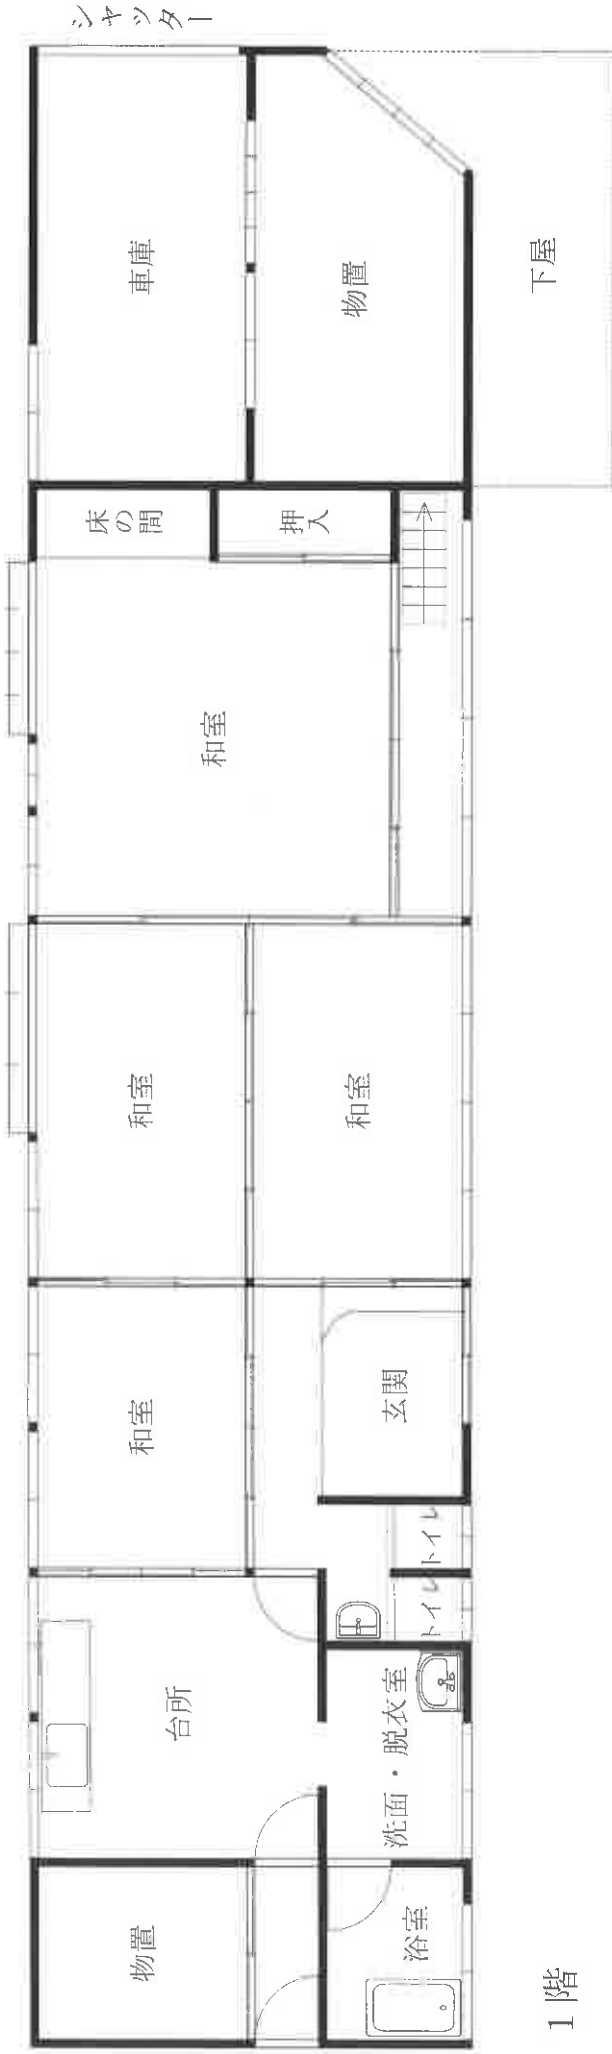 シャッター
車庫
物置
下屋
床の間
押入
和室
和室
和室
和室
玄関
トイレ
トイレ
台所
洗面・脱衣室
物置
浴室
1階